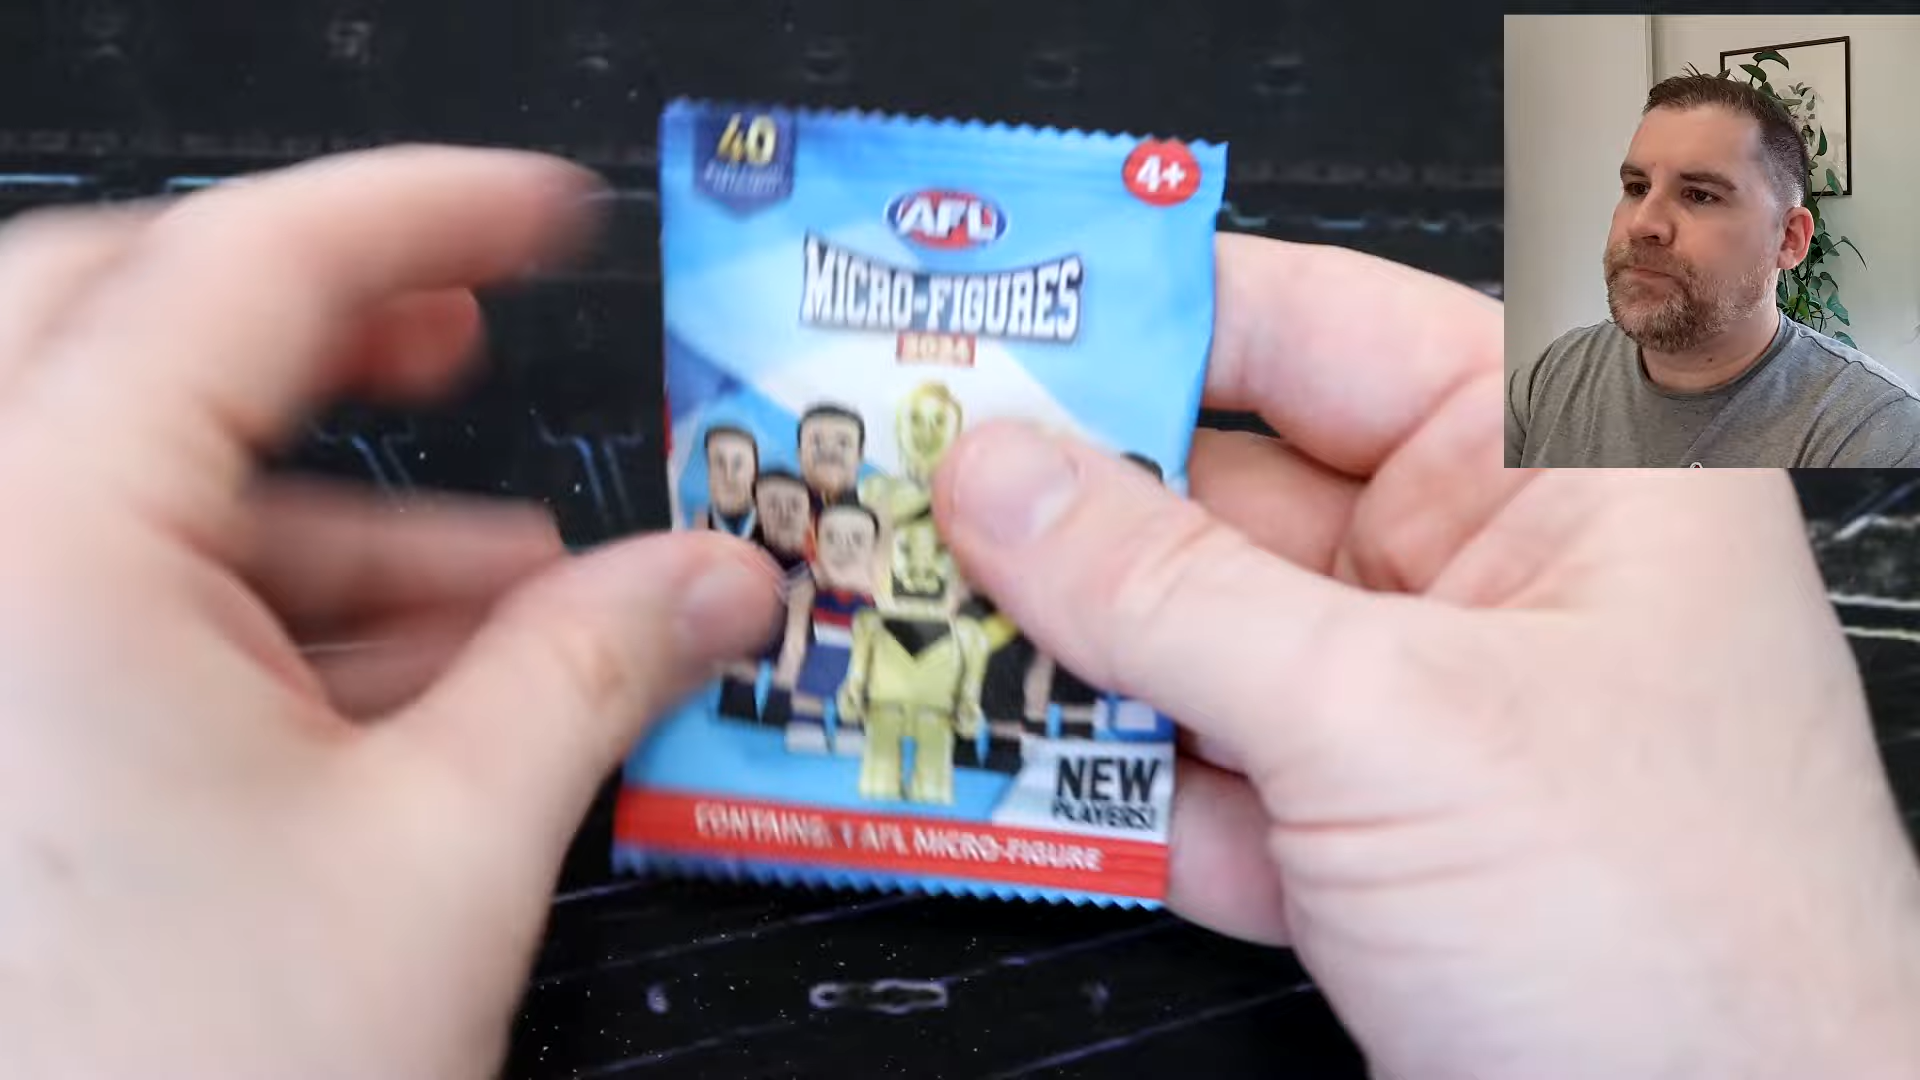 40
4+
AFL
MICRO-FIGURES
2024
NEW
PLAYERS!
CONTAINS: 1 AFL MICRO-FIGURE